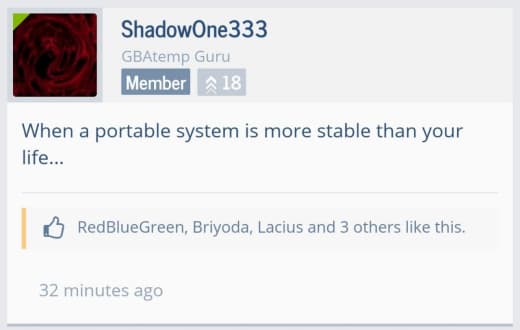 ShadowOne333
GBAtemp Guru
Member 18
When a portable system is more stable than your
life...
RedBlueGreen, Briyoda, Lacius and 3 others like this.
32 minutes ago